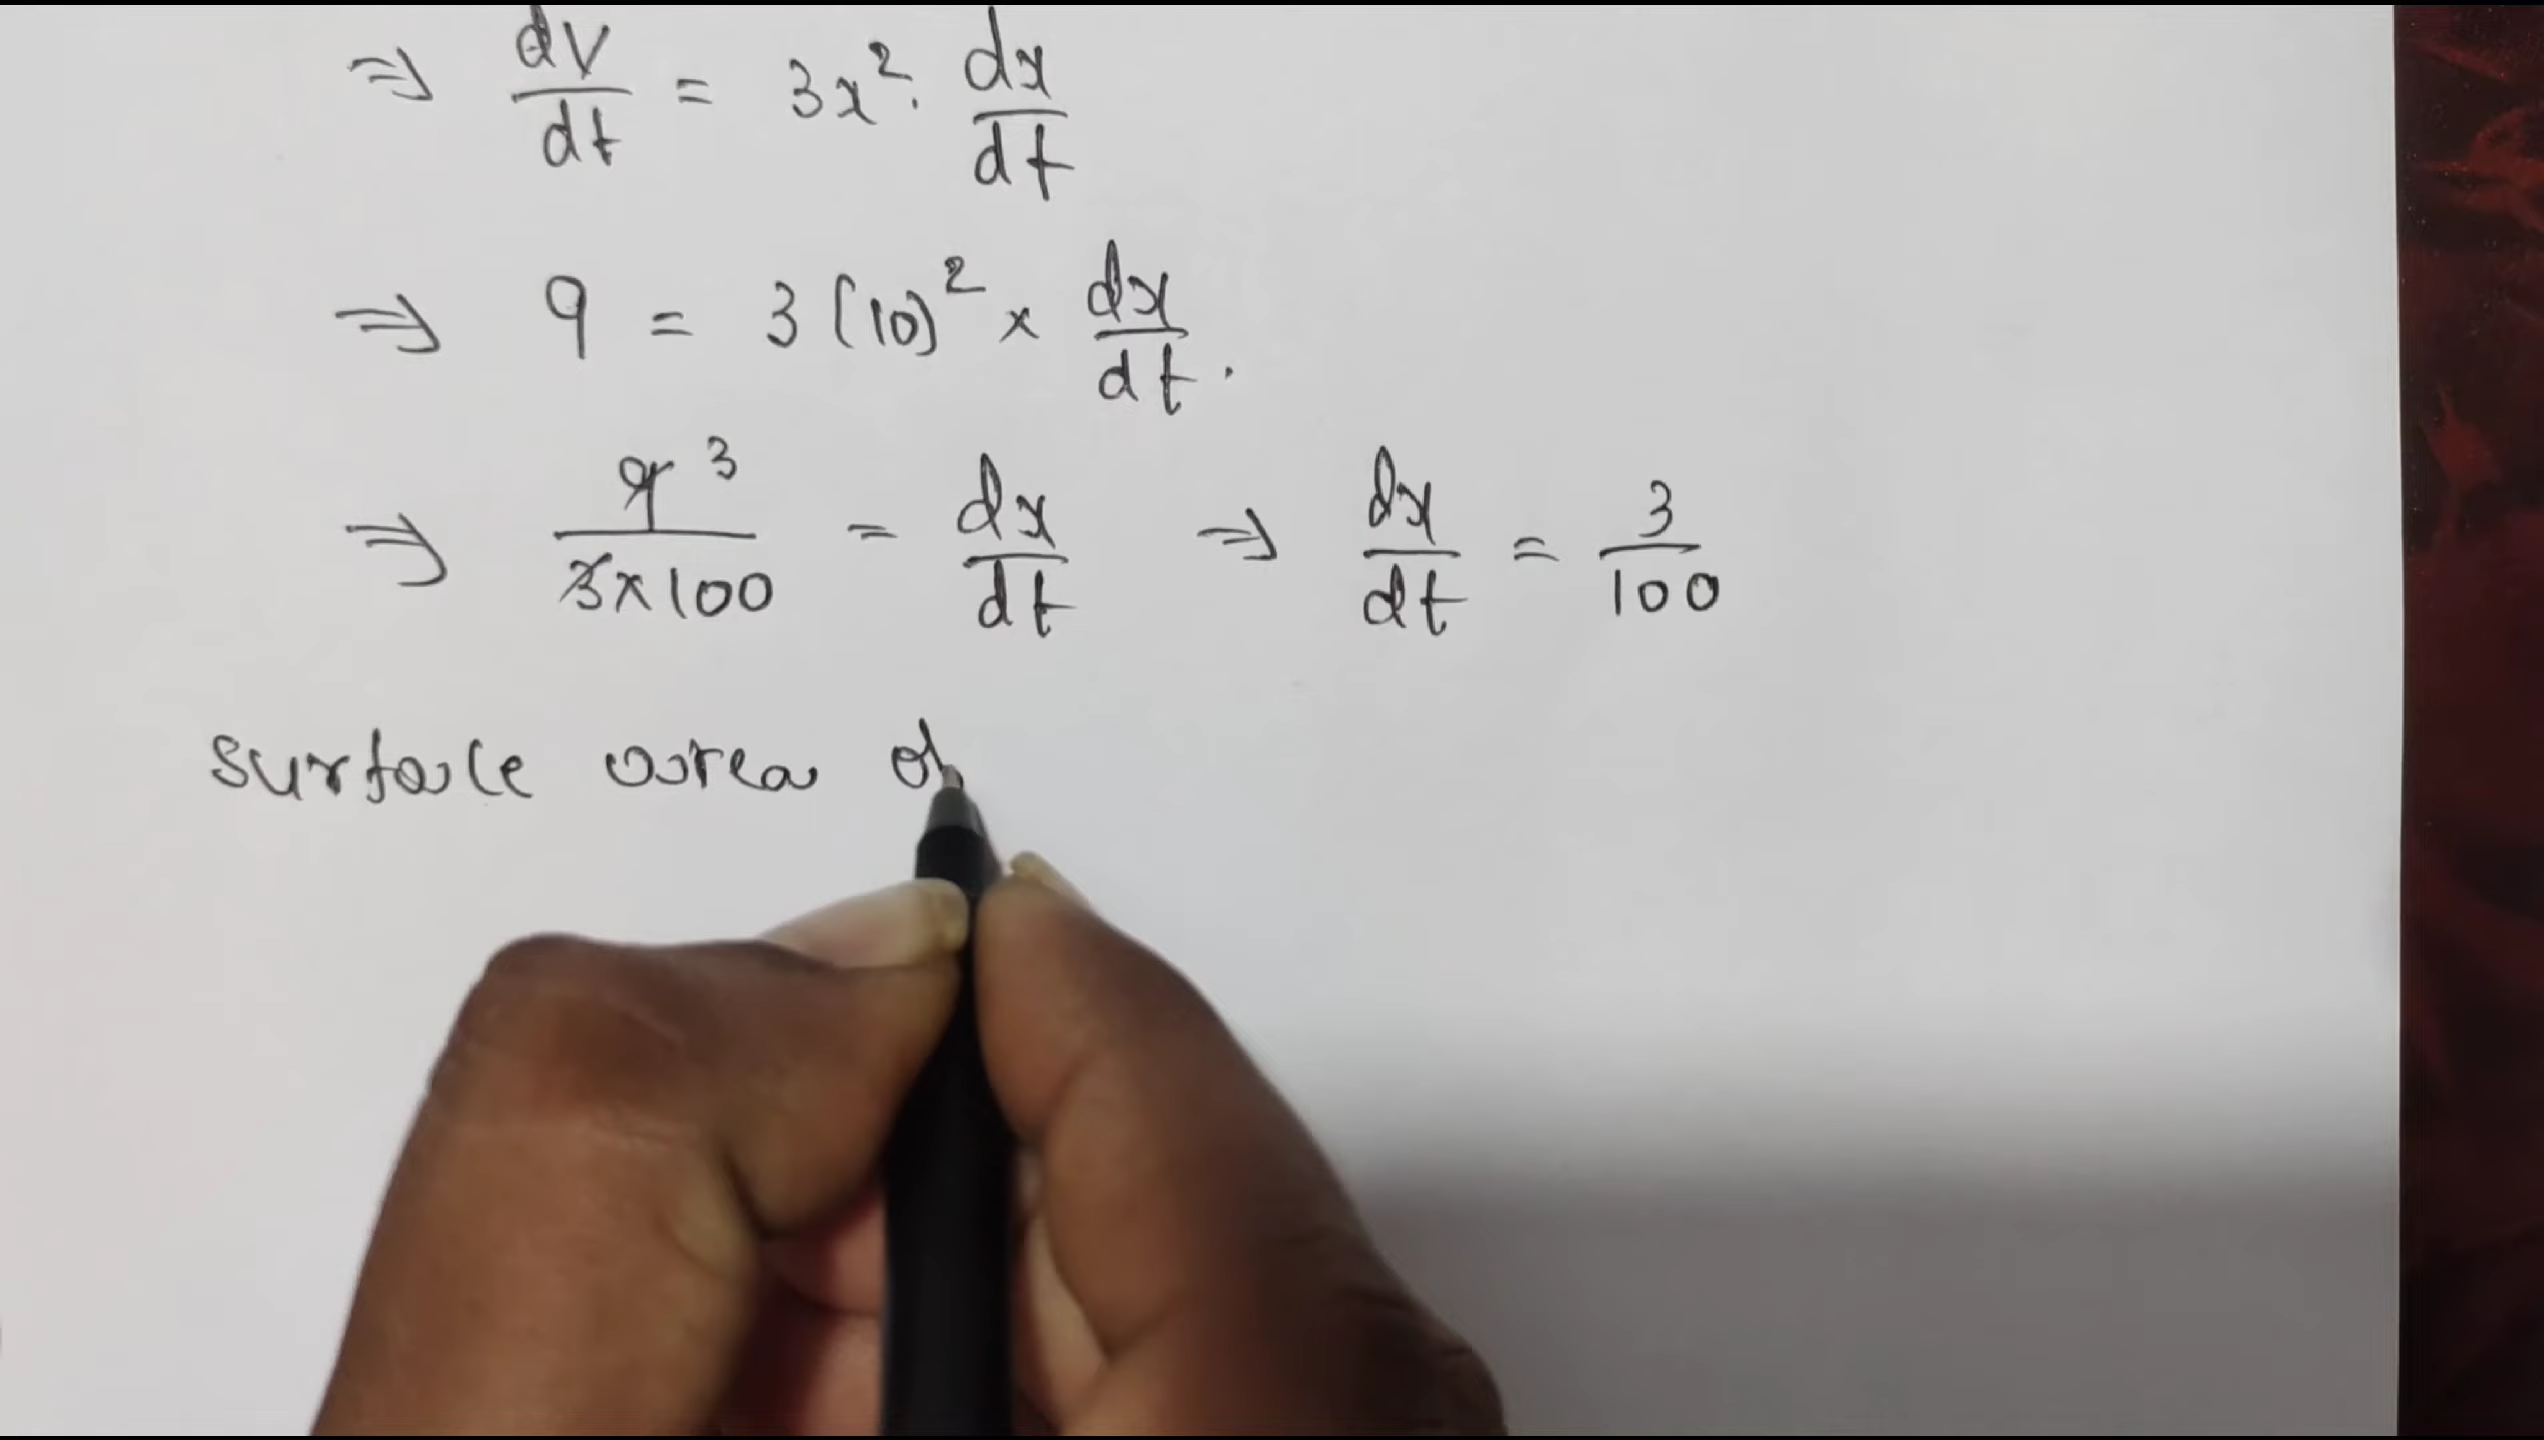 ⇒ dV/dt = 3x². dx/dt
⇒ 9 = 3(10)² × dx/dt.
⇒ 9 3/3×100 = dx/dt ⇒ dx/dt = 3/100
surface area of